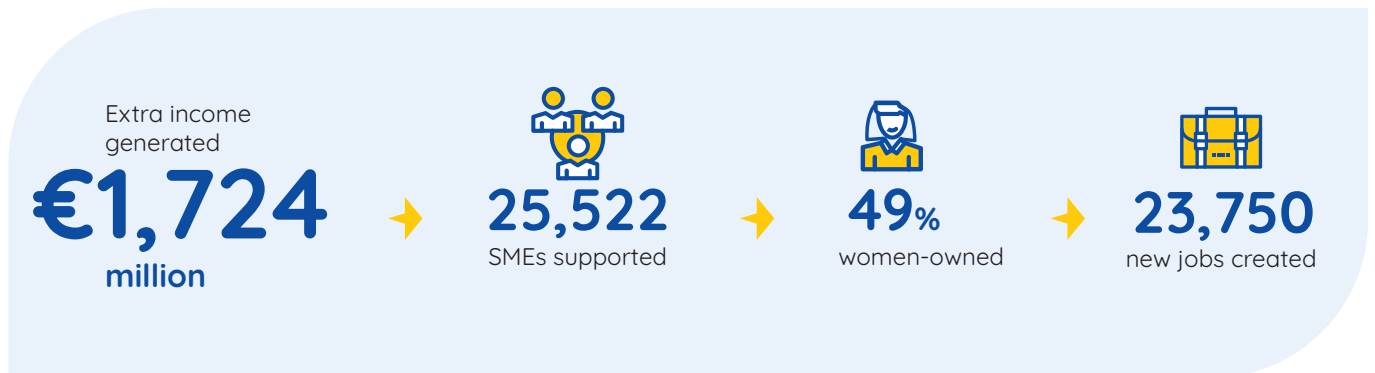 Extra income
generated
€1,724
million
25,522
SMEs supported
49%
women-owned
23,750
new jobs created